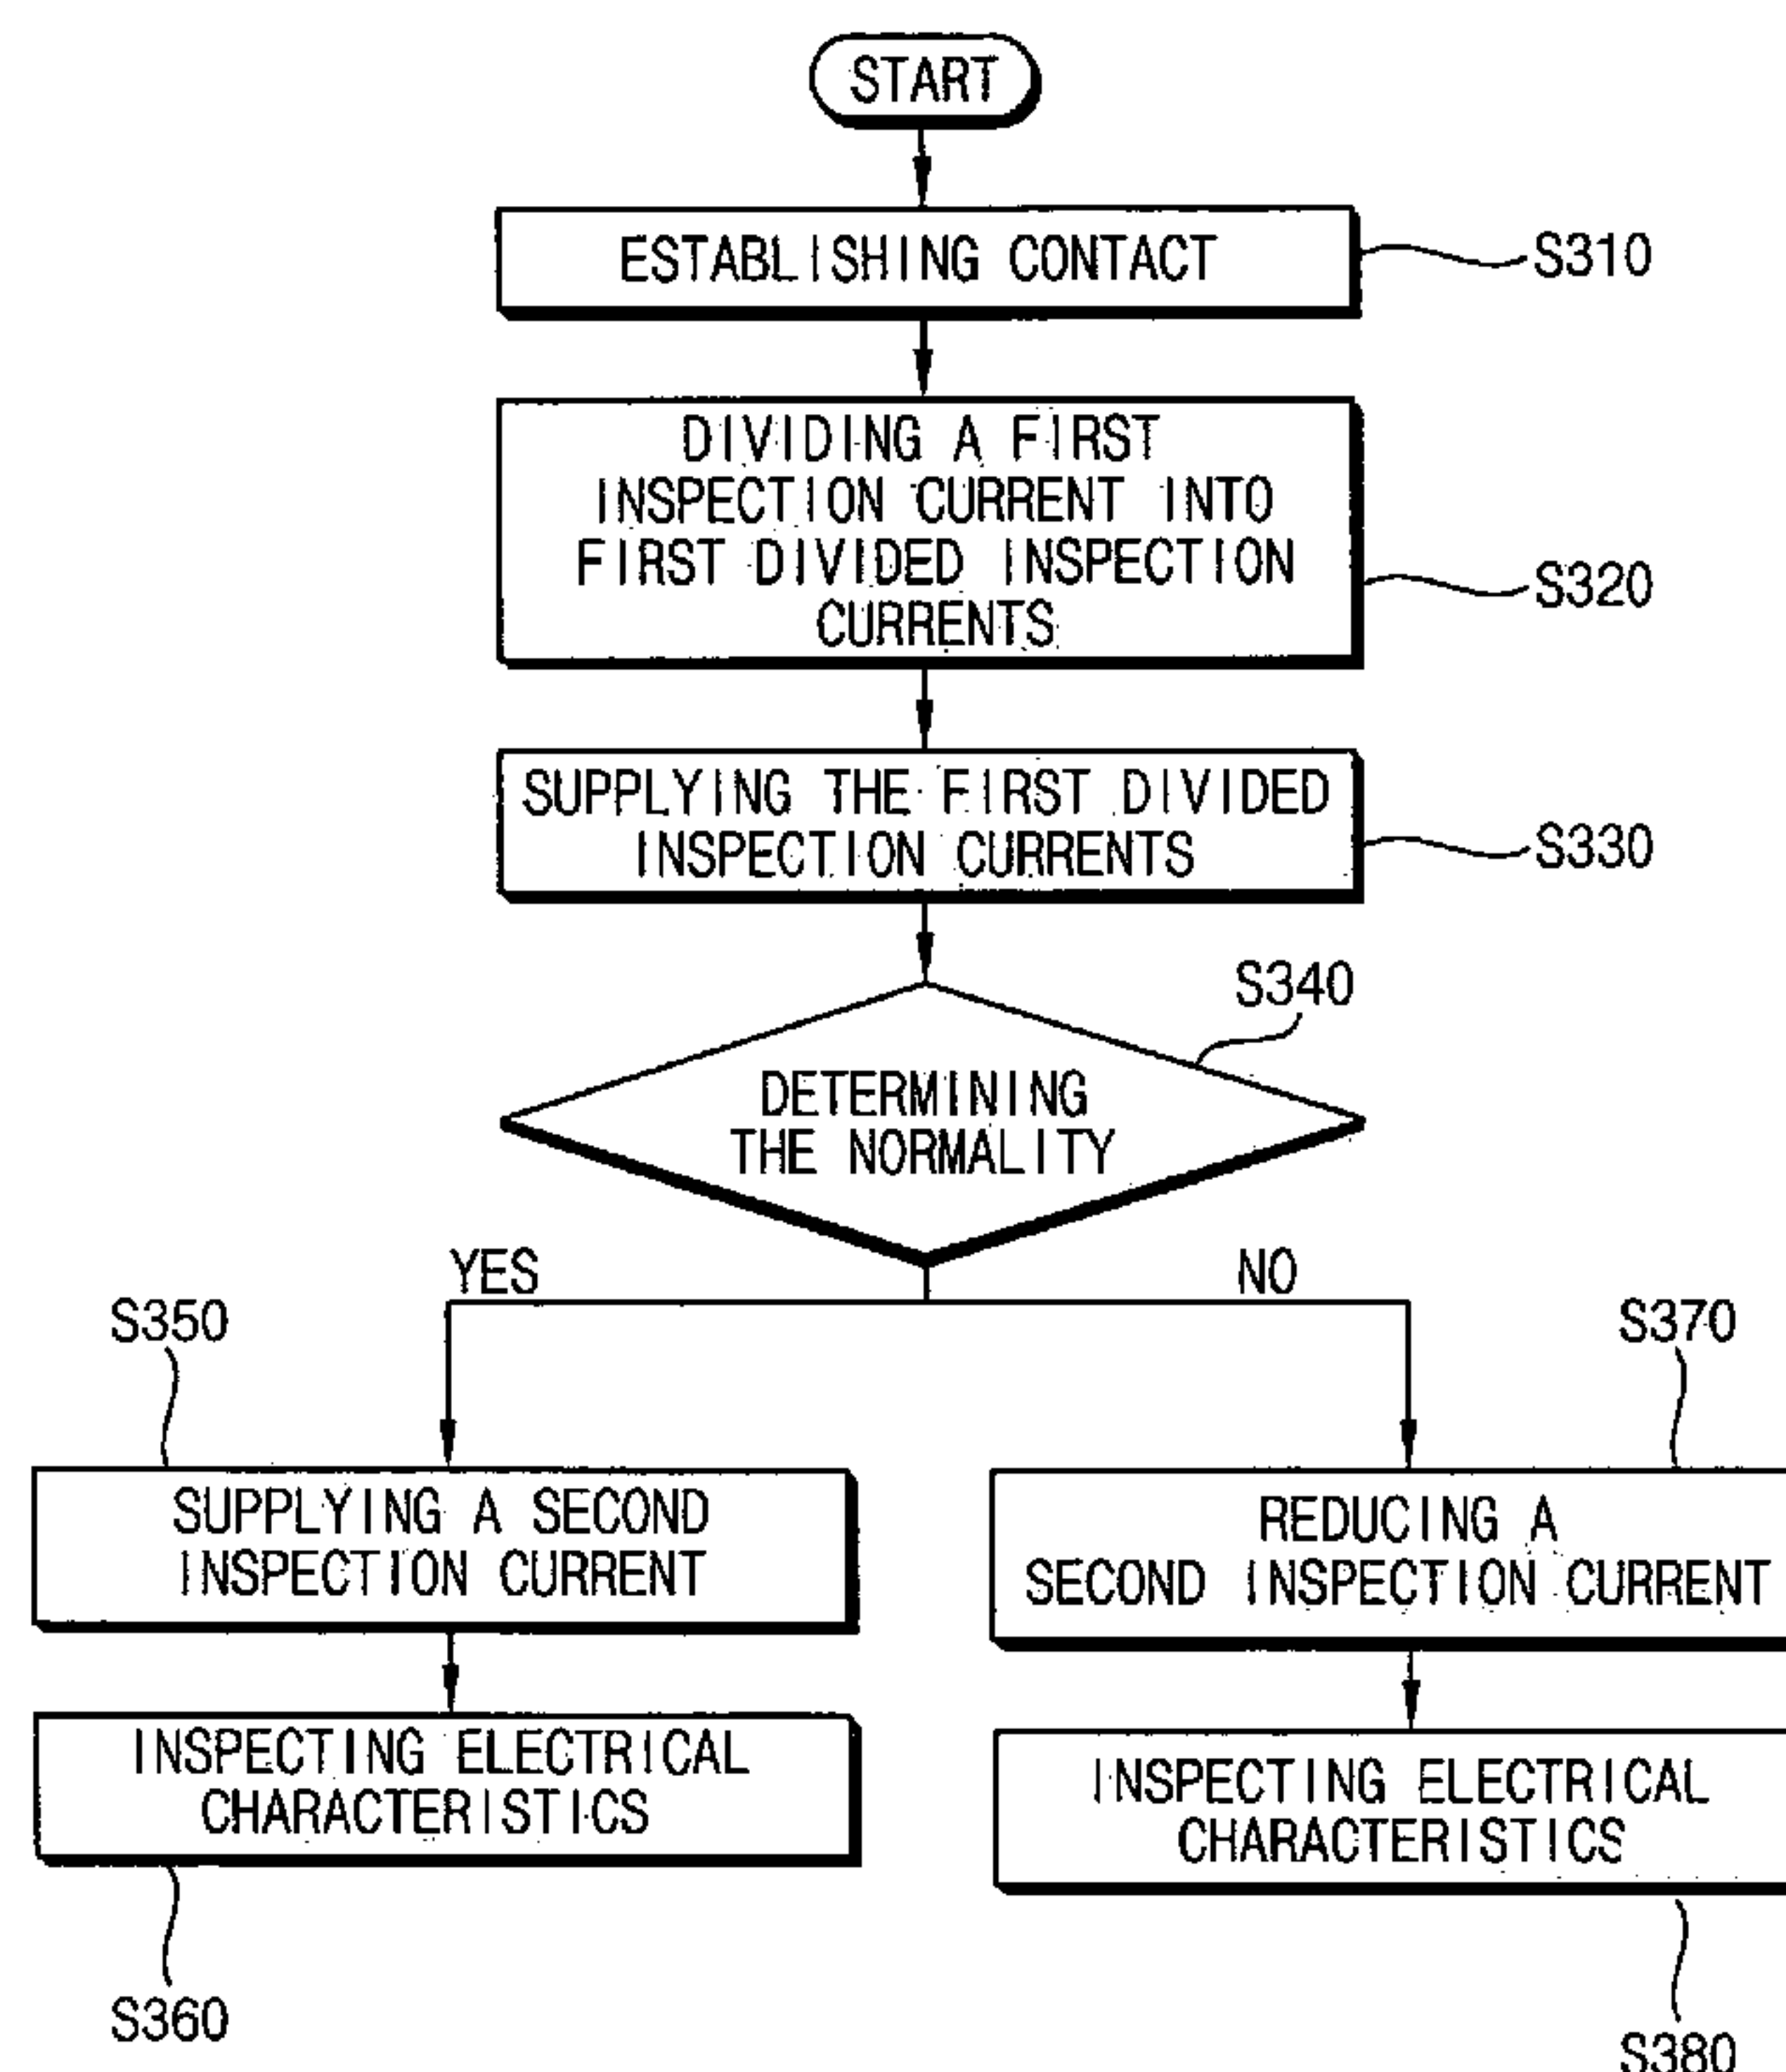 START
ESTABLISHING CONTACT
S310
DIVIDING A FIRST
INSPECTION CURRENT INTO
FIRST DIVIDED INSPECTION
CURRENTS
S320
SUPPLYING THE FIRST DIVIDED
INSPECTION CURRENTS
S330
S340
DETERMINING
THE NORMALITY
YES
NO
S350
S370
SUPPLYING A SECOND
INSPECTION CURRENT
REDUCING A
SECOND INSPECTION CURRENT
INSPECTING ELECTRICAL
CHARACTERISTICS
INSPECTING ELECTRICAL
CHARACTERISTICS
S360
S380